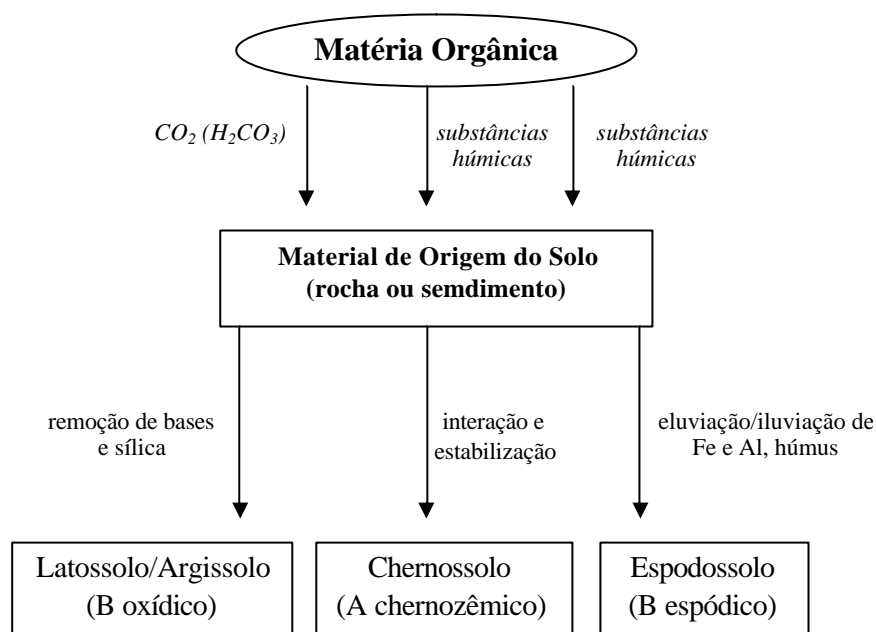 Matéria Orgânica
CO₂ (H₂CO₃)
substâncias
húmicas
substâncias
húmicas
Material de Origem do Solo
(rocha ou semdimento)
remoção de bases
e sílica
interação e
estabilização
eluviação/iluviação de
Fe e Al, húmus
Latossolo/Argissolo
(B oxídico)
Chernossolo
(A chernozêmico)
Espodossolo
(B espódico)